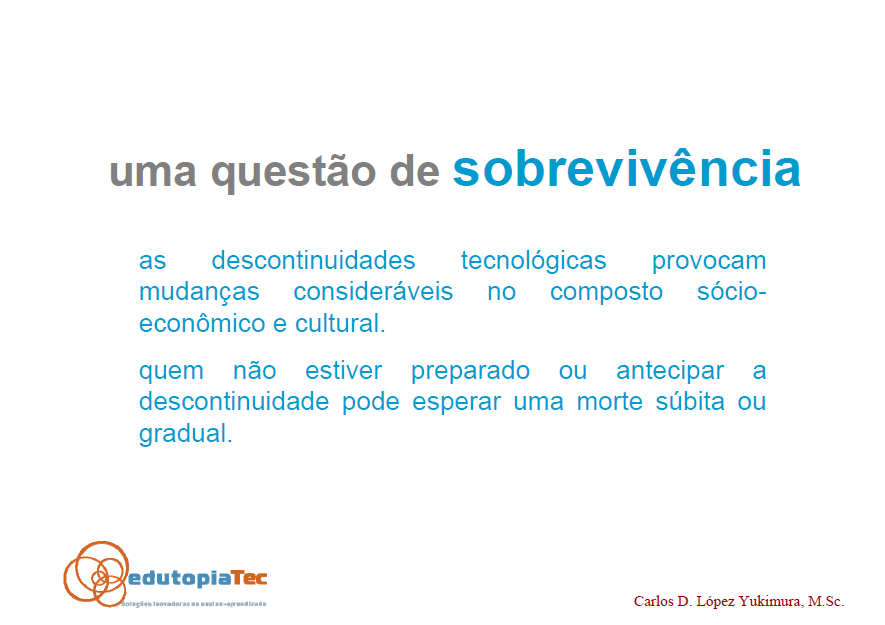 uma questão de sobrevivência
as descontinuidades tecnológicas provocam
mudanças consideráveis no composto sócio-
econômico e cultural.
quem não estiver preparado ou antecipar a
descontinuidade pode esperar uma morte súbita ou
gradual.
edutopiaTec
Soluções
Carlos D. López Yukimura, M.Sc.